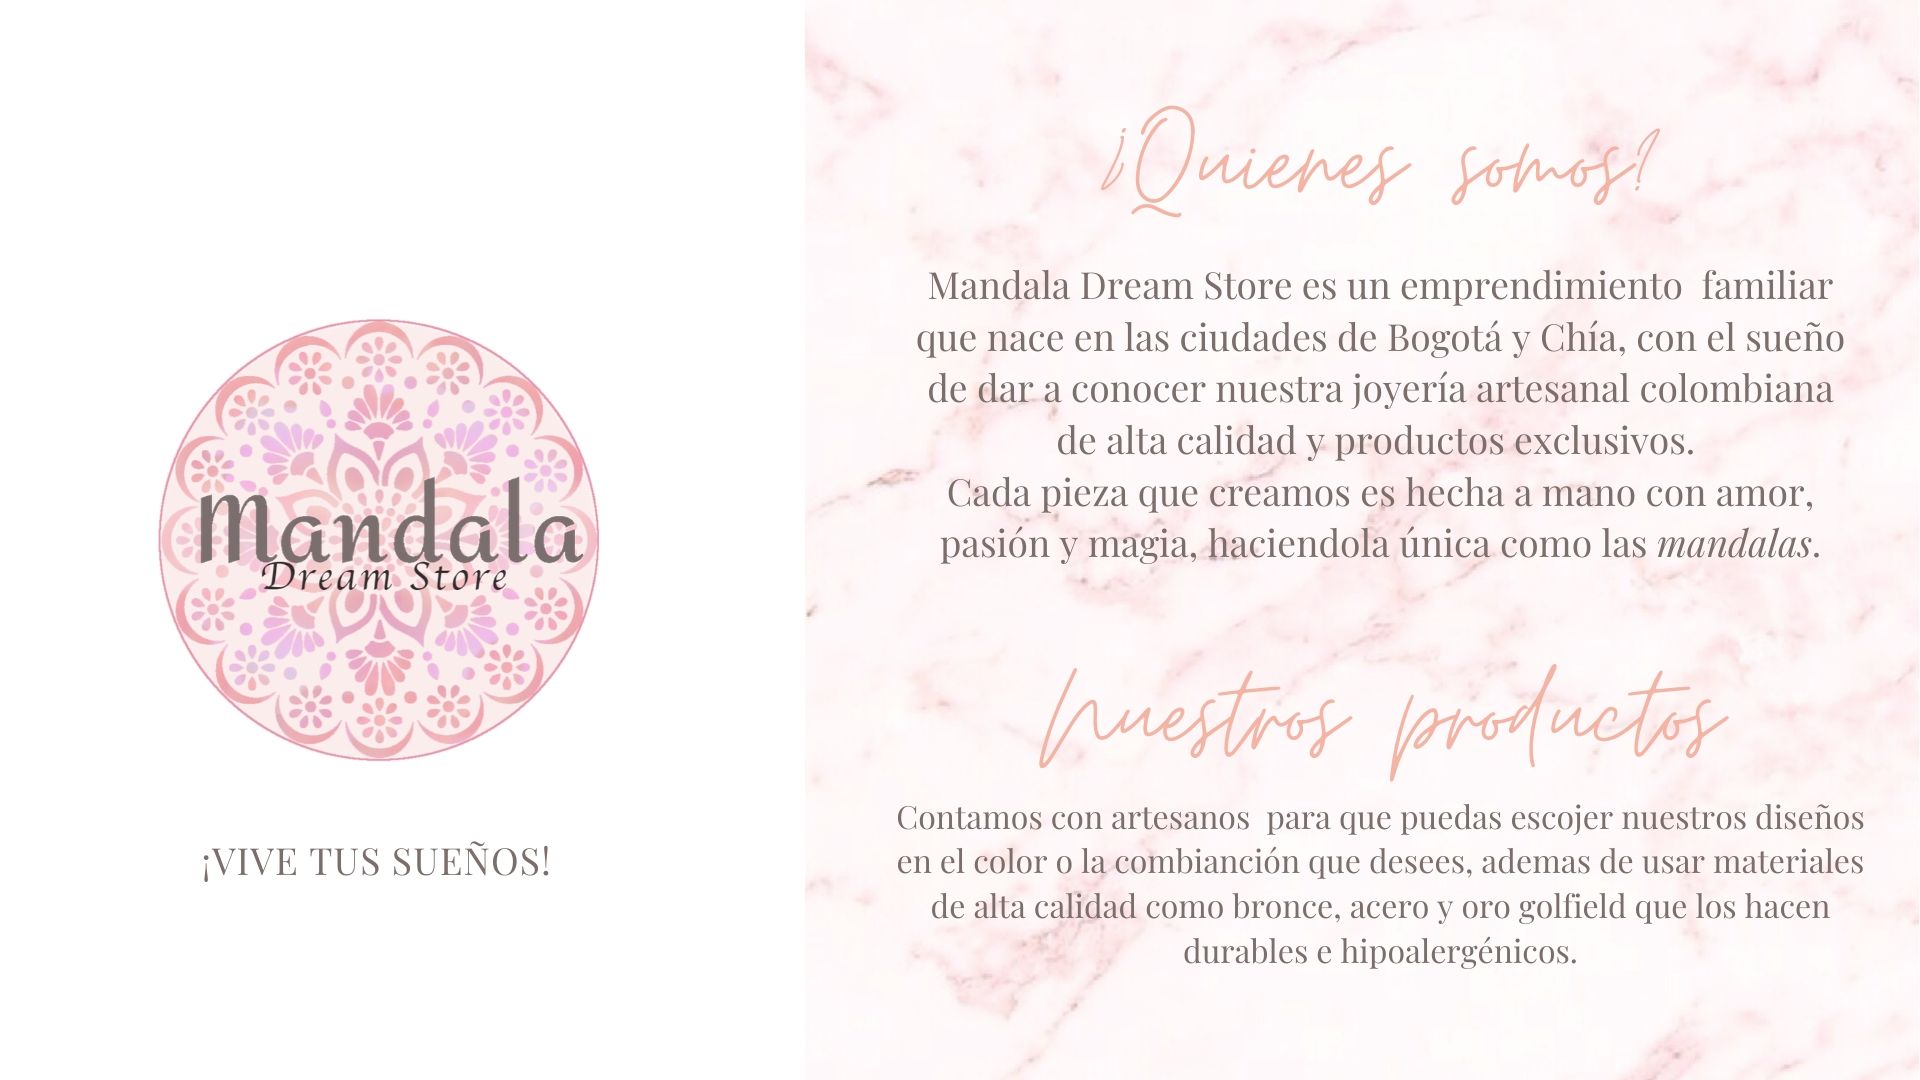 Mandala
Dream Store
¡VIVE TUS SUEÑOS!
¿Quienes somos?
Mandala Dream Store es un emprendimiento familiar
que nace en las ciudades de Bogotá y Chía, con el sueño
de dar a conocer nuestra joyería artesanal colombiana
de alta calidad y productos exclusivos.
Cada pieza que creamos es hecha a mano con amor,
pasión y magia, haciendola única como las mandalas.
Nuestros productos
Contamos con artesanos para que puedas escojer nuestros diseños
en el color o la combianción que desees, ademas de usar materiales
de alta calidad como bronce, acero y oro golfield que los hacen
durables e hipoalergénicos.